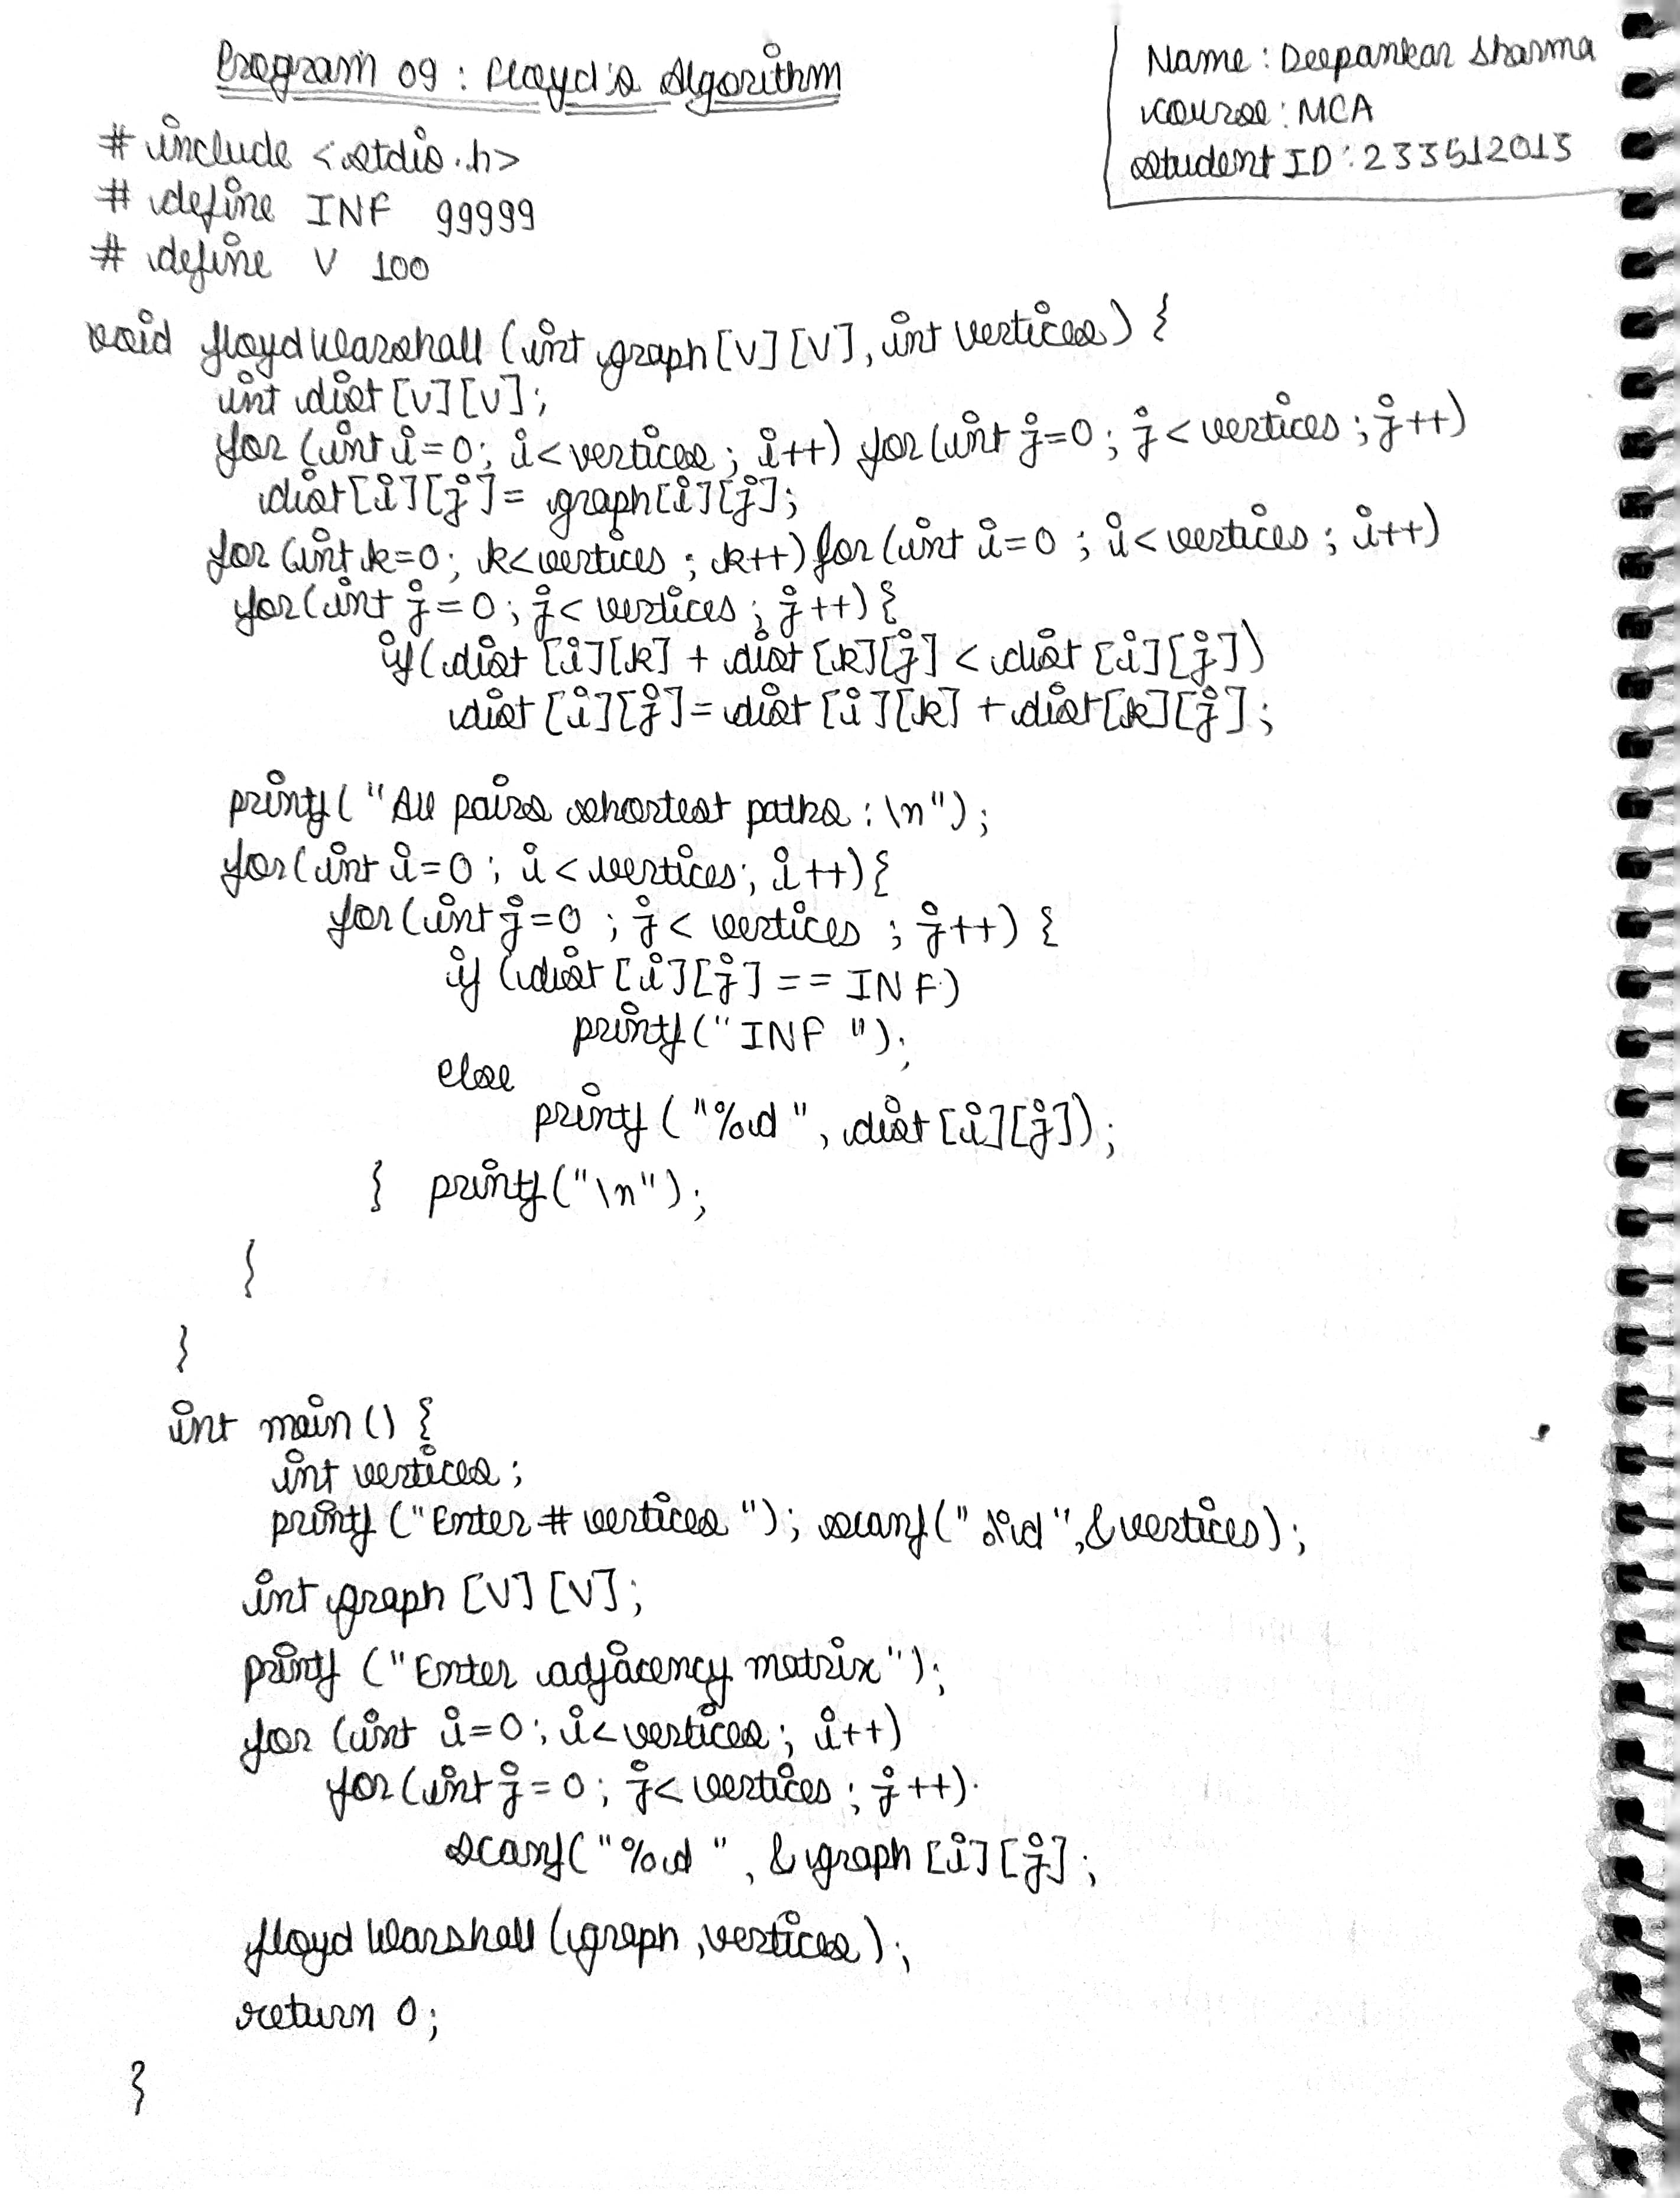 Program 09 : Floyd's Algorithm
Name : Deepankar Sharma
Course : MCA
Student ID : 233512013
# include <stdio.h>
# define INF 99999
# define V 100
void floydWarshall (int graph[V][V], int vertices) {
int dist [V][V];
for (int i=0; i<vertices; i++) for (int j=0; j<vertices; j++)
dist[i][j]= graph[i][j];
for (int k=0; k<vertices; k++) for (int i=0; i<vertices; i++)
for (int j=0; j< vertices; j++){
if (dist [i][k] + dist [k][j] < dist [i][j])
dist [i][j]= dist [i][k] + dist[k][j];
printf ("All pairs shortest paths :\n");
for (int i=0; i< vertices; i++){
for (int j=0; j< vertices; j++) {
if (dist [i][j] == INF)
printf ("INF ");
else
printf ("%d ", dist [i][j]);
} printf ("\n");
}
}
int main () {
int vertices;
printf ("Enter # vertices "); scanf (" %d ", &vertices);
int graph [V][V];
printf ("Enter adjacency matrix");
for (int i=0; i<vertices; i++)
for (int j=0; j< vertices; j++)
scanf ("%d ", &graph [i][j];
floydWarshall (graph, vertices);
return 0;
}